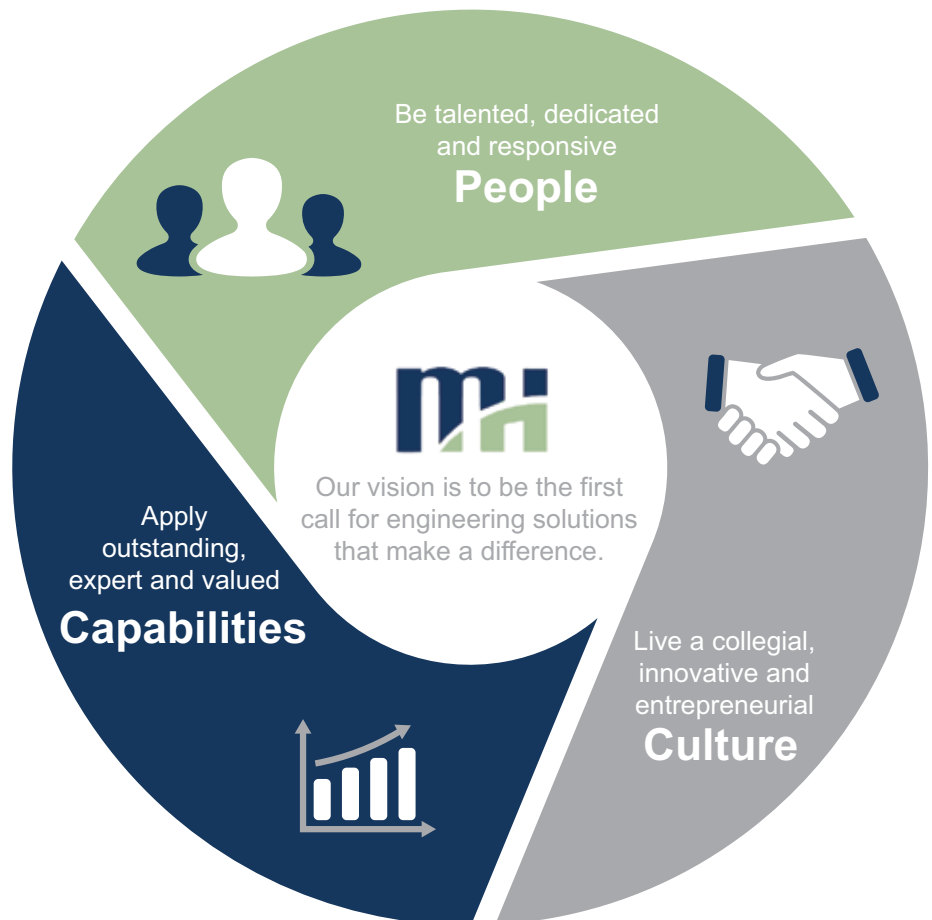 Be talented, dedicated
and responsive
People
mh
Our vision is to be the first
call for engineering solutions
that make a difference.
Apply
outstanding,
expert and valued
Capabilities
Live a collegial,
innovative and
entrepreneurial
Culture